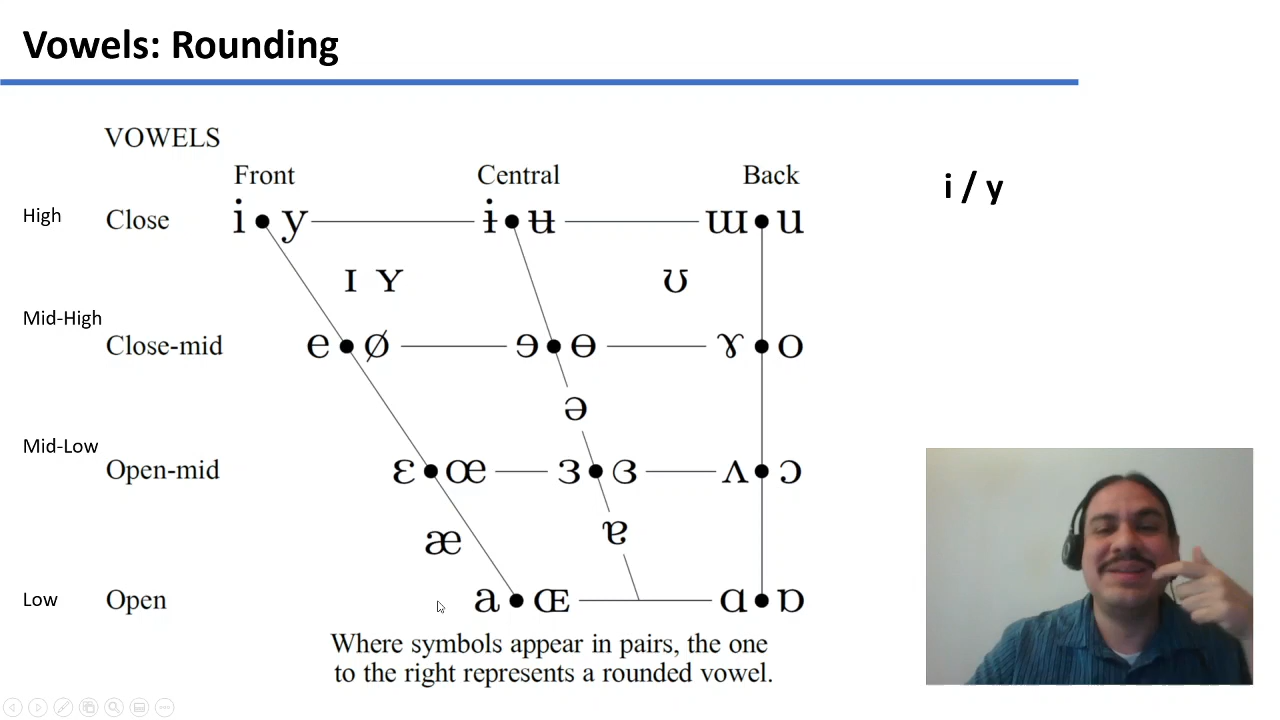 Vowels: Rounding
VOWELS
Front Central Back
i / y
High Close i y ɨ ʉ ɯ u
ɪ ʏ ʊ
Mid-High Close-mid e ø ɘ ɵ ɤ o
ə
Mid-Low Open-mid ɛ œ ɜ ɞ ʌ ɔ
æ ɐ
Low Open a ɶ ɑ ɒ
Where symbols appear in pairs, the one
to the right represents a rounded vowel.